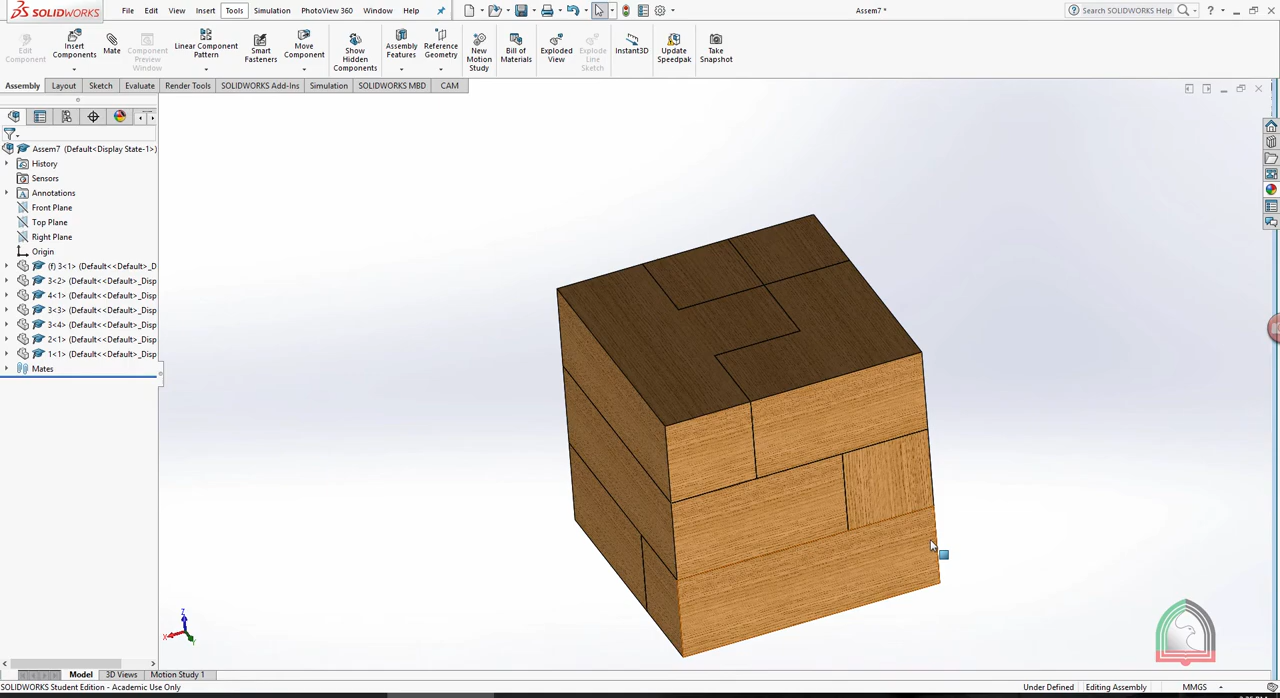 SOLIDWORKS
File Edit View Insert Tools Simulation PhotoView 360 Window Help
Assem7 *
Search SOLIDWORKS Help
?
Edit Component
Insert Components
Mate
Component Preview Window
Linear Component Pattern
Smart Fasteners
Move Component
Show Hidden Components
Assembly Features
Reference Geometry
New Motion Study
Bill of Materials
Exploded View
Explode Line Sketch
Instant3D
Update Speedpak
Take Snapshot
Assembly Layout Sketch Evaluate Render Tools SOLIDWORKS Add-Ins Simulation SOLIDWORKS MBD CAM
Assem7 (Default<Display State-1>)
History
Sensors
Annotations
Front Plane
Top Plane
Right Plane
Origin
(f) 3<1> (Default<<Default>_D
3<2> (Default<<Default>_Disp
4<1> (Default<<Default>_Disp
3<3> (Default<<Default>_Disp
3<4> (Default<<Default>_Disp
2<1> (Default<<Default>_Disp
1<1> (Default<<Default>_Disp
Mates
Z
X
Y
Model 3D Views Motion Study 1
SOLIDWORKS Student Edition - Academic Use Only
Under Defined Editing Assembly MMGS